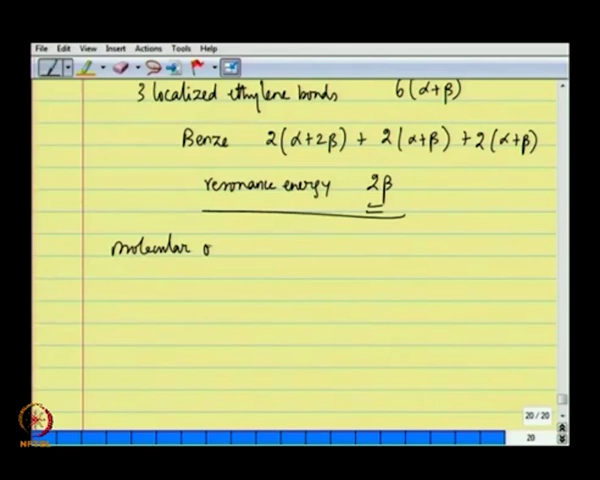 File Edit View Insert Actions Tools Help
3 localized ethylene bonds 6(α+β)
Benze 2(α+2β) + 2(α+β) + 2(α+β)
resonance energy 2β
molecular o
20/20
20
NPTEL